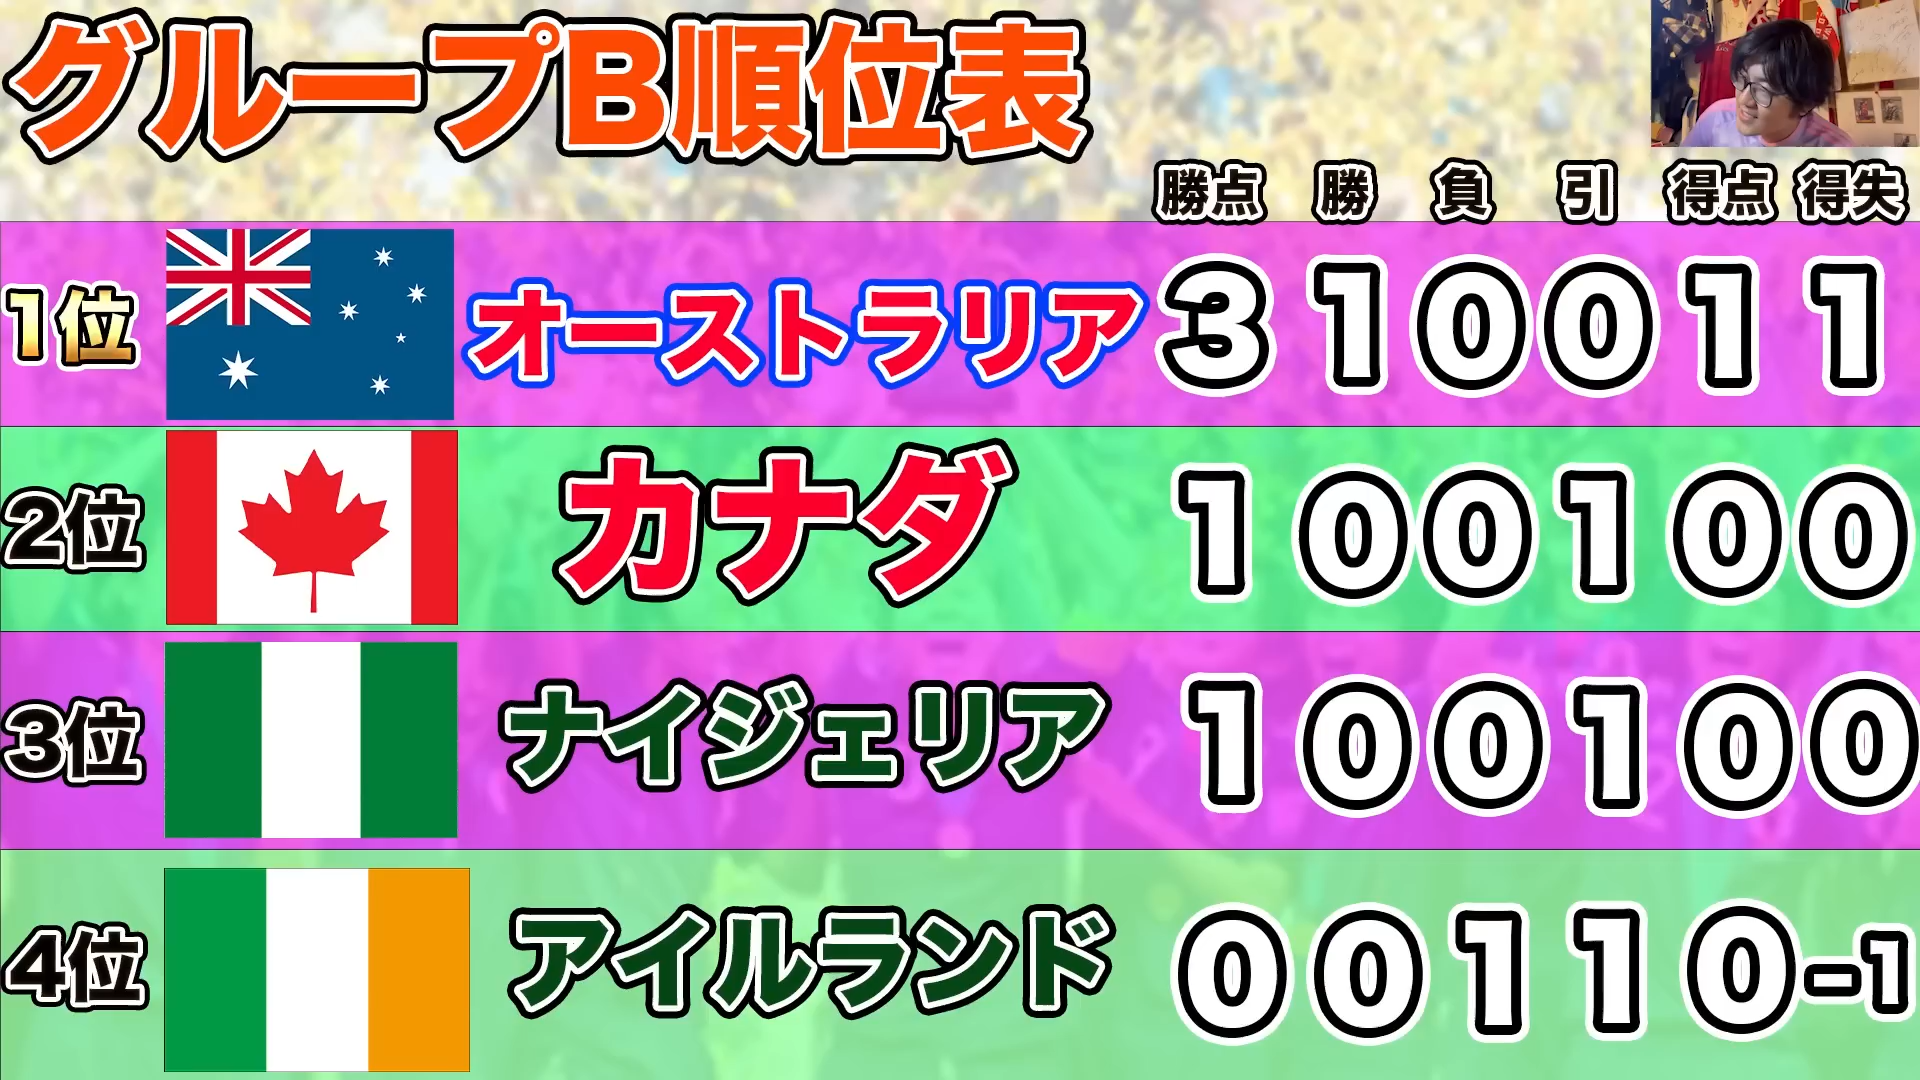 グループB順位表
勝点 勝 負 引 得点 得失
1位 オーストラリア 3 1 0 0 1 1
2位 カナダ 1 0 0 1 0 0
3位 ナイジェリア 1 0 0 1 0 0
4位 アイルランド 0 0 1 1 0 -1